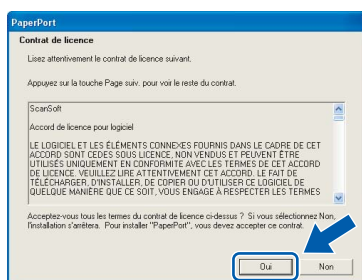 PaperPort
Contrat de licence
Lisez attentivement le contrat de licence suivant.
Appuyez sur la touche Page suiv. pour voir le reste du contrat.
ScanSoft
Accord de licence pour logiciel
LE LOGICIEL ET LES ÉLÉMENTS CONNEXES FOURNIS DANS LE CADRE DE CET
ACCORD SONT CEDES SOUS LICENCE, NON VENDUS ET PEUVENT ÊTRE
UTILISÉS UNIQUEMENT EN CONFORMITE AVEC LES TERMES DE CET ACCORD
DE LICENCE. VEUILLEZ LIRE ATTENTIVEMENT CET ACCORD. LE FAIT DE
TÉLÉCHARGER, D'INSTALLER, DE COPIER OU D'UTILISER CE LOGICIEL DE
QUELQUE MANIÈRE QUE CE SOIT, VOUS ENGAGE À RESPECTER LES TERMES
Acceptez-vous tous les termes du contrat de licence ci-dessus ? Si vous sélectionnez Non,
l'installation s'arrêtera. Pour installer "PaperPort", vous devez accepter ce contrat.
Oui
Non